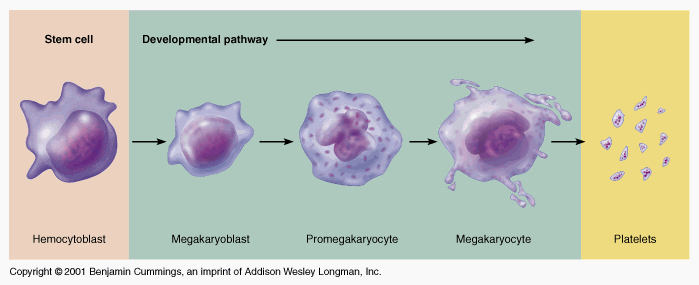 Stem cell
Developmental pathway
Hemocytoblast
Megakaryoblast
Promegakaryocyte
Megakaryocyte
Platelets
Copyright © 2001 Benjamin Cummings, an imprint of Addison Wesley Longman, Inc.